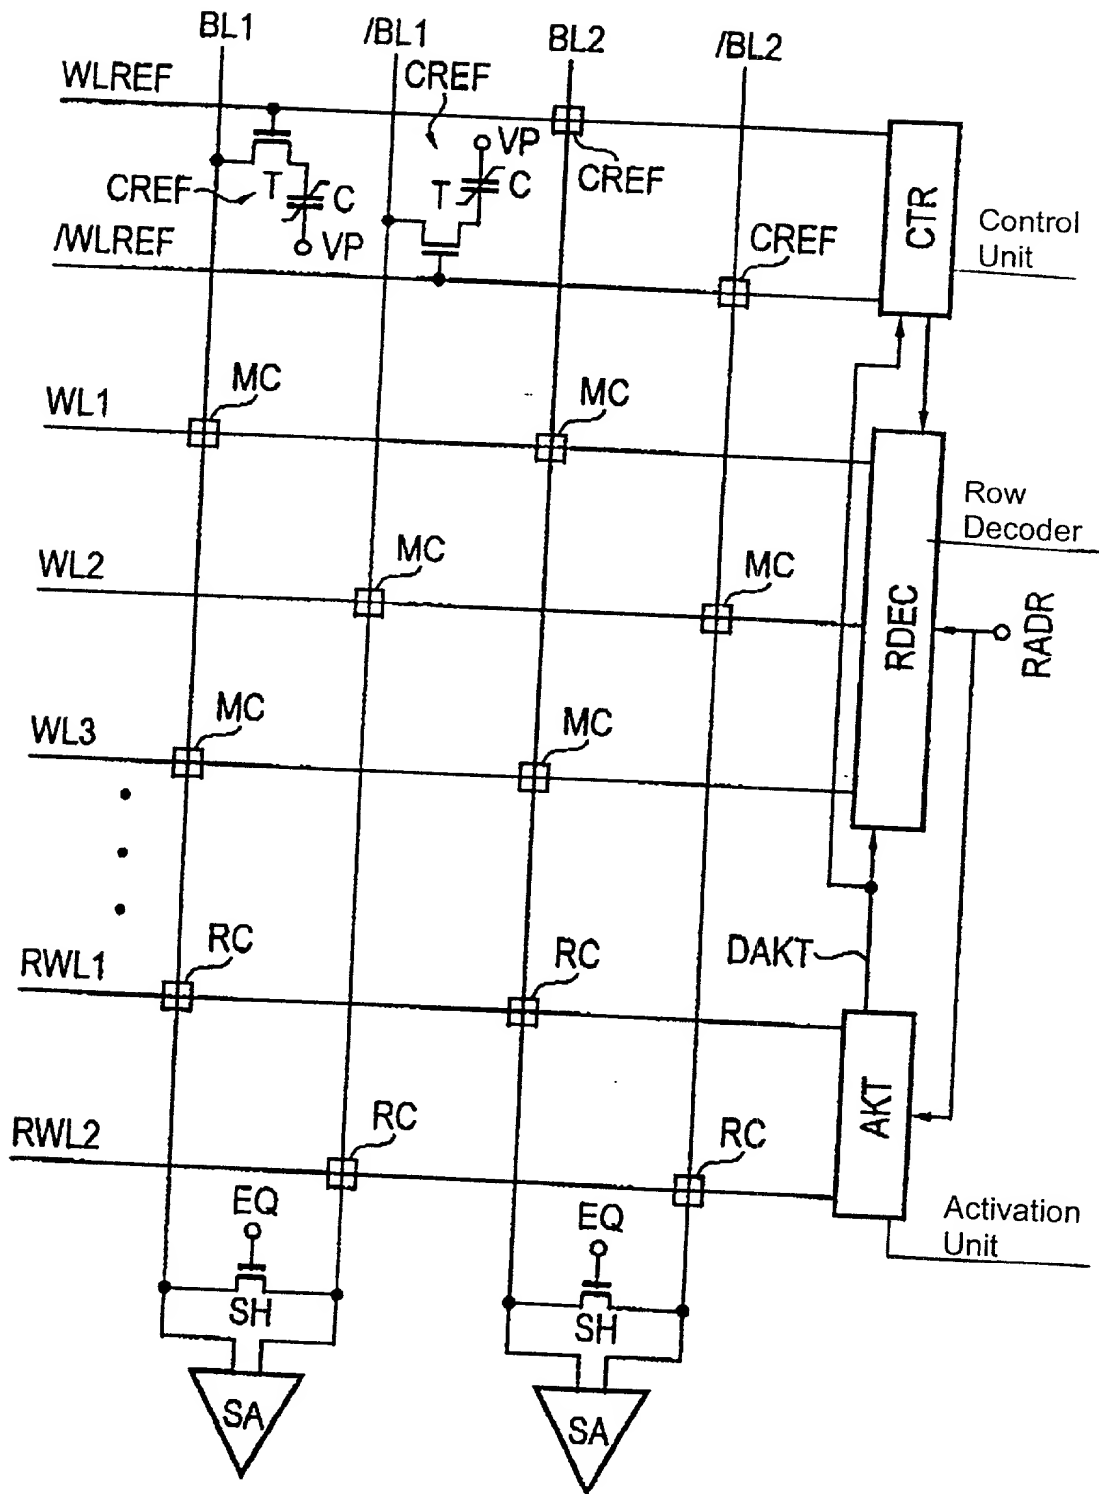 BL1
/BL1
BL2
/BL2
WLREF
CREF
VP
CREF
T
C
CREF
T
C
VP
/WLREF
CREF
CTR
Control
Unit
WL1
MC
MC
Row
Decoder
WL2
MC
MC
RDEC
RADR
WL3
MC
MC
RWL1
RC
RC
DAKT
AKT
RWL2
RC
RC
Activation
Unit
EQ
EQ
SH
SH
SA
SA